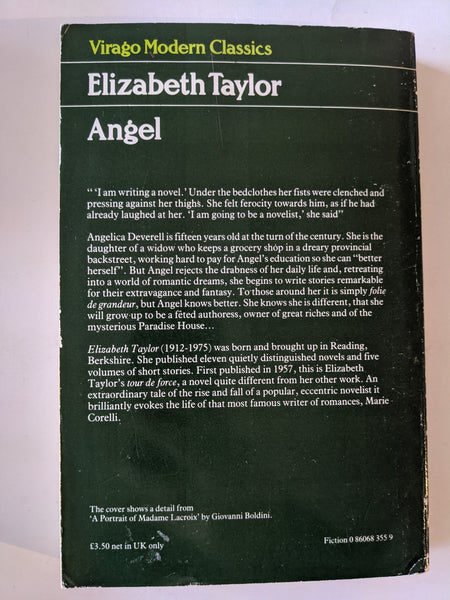 Virago Modern Classics
Elizabeth Taylor
Angel
“ ‘I am writing a novel.’ Under the bedclothes her fists were clenched and
pressing against her thighs. She felt ferocity towards him, as if he had
already laughed at her. ‘I am going to be a novelist,’ she said”
Angelica Deverell is fifteen years old at the turn of the century. She is the
daughter of a widow who keeps a grocery shop in a dreary provincial
backstreet, working hard to pay for Angel’s education so she can “better
herself”. But Angel rejects the drabness of her daily life and, retreating
into a world of romantic dreams, she begins to write stories remarkable
for their extravagance and fantasy. To those around her it is simply folie
de grandeur, but Angel knows better. She knows she is different, that she
will grow up to be a fêted authoress, owner of great riches and of the
mysterious Paradise House...
Elizabeth Taylor (1912-1975) was born and brought up in Reading,
Berkshire. She published eleven quietly distinguished novels and five
volumes of short stories. First published in 1957, this is Elizabeth
Taylor’s tour de force, a novel quite different from her other work. An
extraordinary tale of the rise and fall of a popular, eccentric novelist it
brilliantly evokes the life of that most famous writer of romances, Marie
Corelli.
The cover shows a detail from
‘A Portrait of Madame Lacroix’ by Giovanni Boldini.
£3.50 net in UK only
Fiction 0 86068 355 9